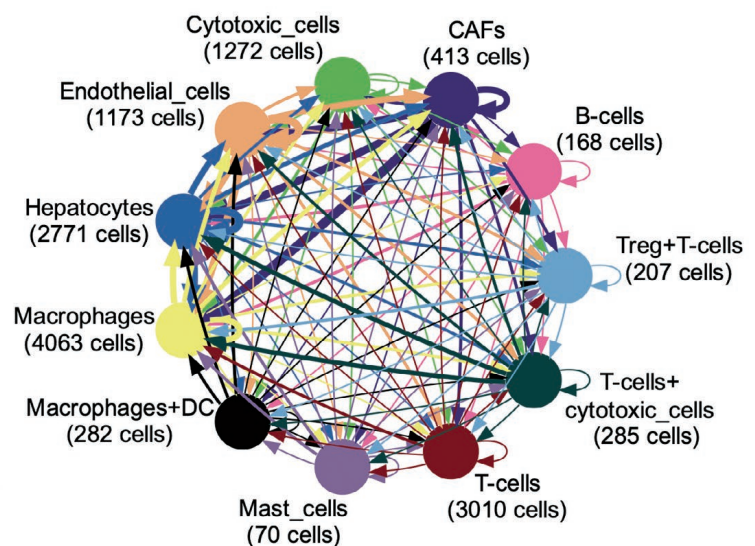 Cytotoxic_cells
(1272 cells)
CAFs
(413 cells)
Endothelial_cells
(1173 cells)
B-cells
(168 cells)
Hepatocytes
(2771 cells)
Treg+T-cells
(207 cells)
Macrophages
(4063 cells)
T-cells+
cytotoxic_cells
(285 cells)
Macrophages+DC
(282 cells)
T-cells
(3010 cells)
Mast_cells
(70 cells)